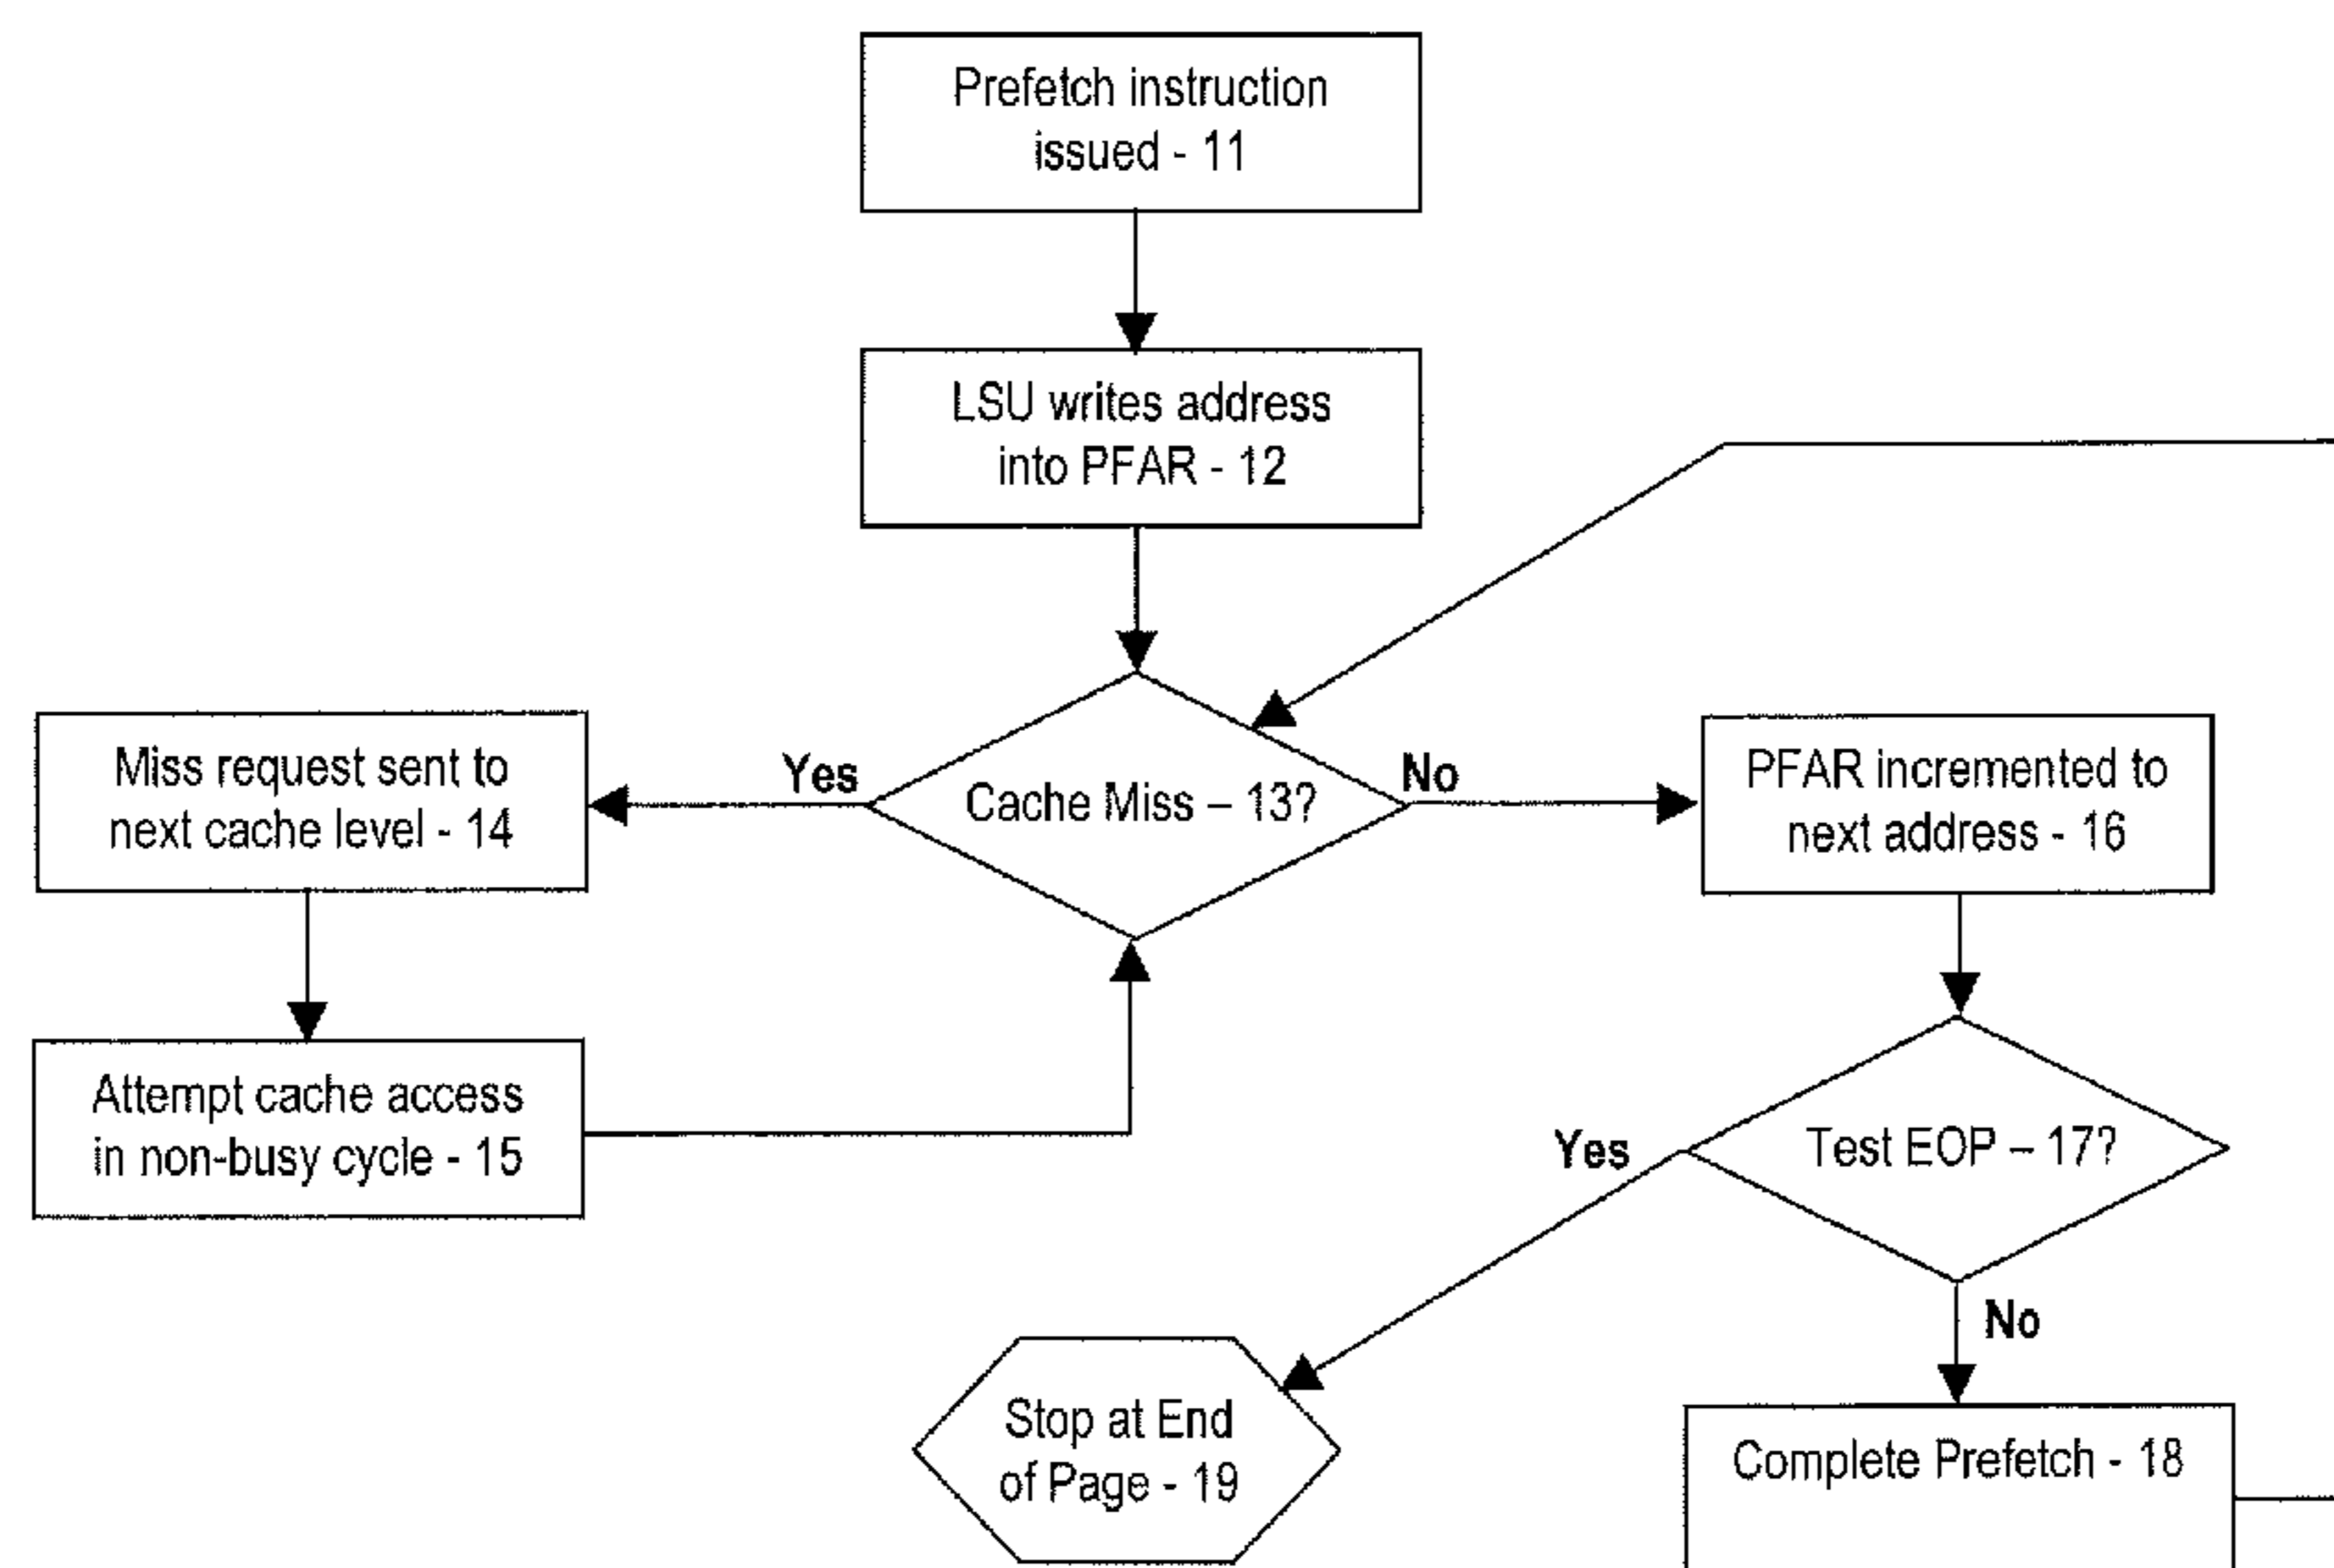 Prefetch instruction
issued - 11
LSU writes address
into PFAR - 12
Miss request sent to
next cache level - 14
Yes
Cache Miss – 13?
No
PFAR incremented to
next address - 16
Attempt cache access
in non-busy cycle - 15
Yes
Test EOP – 17?
No
Stop at End
of Page - 19
Complete Prefetch - 18